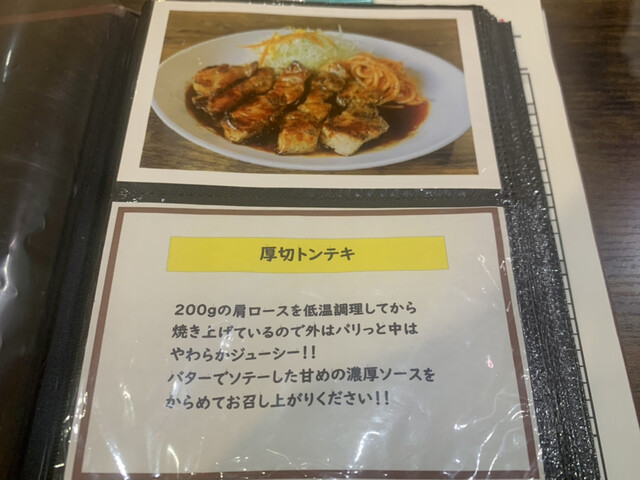 厚切トンテキ
200gの肩ロースを低温調理してから
焼き上げているので外はパリっと中は
やわらかジューシー!!
バターでソテーした甘めの濃厚ソースを
からめてお召し上がりください!!